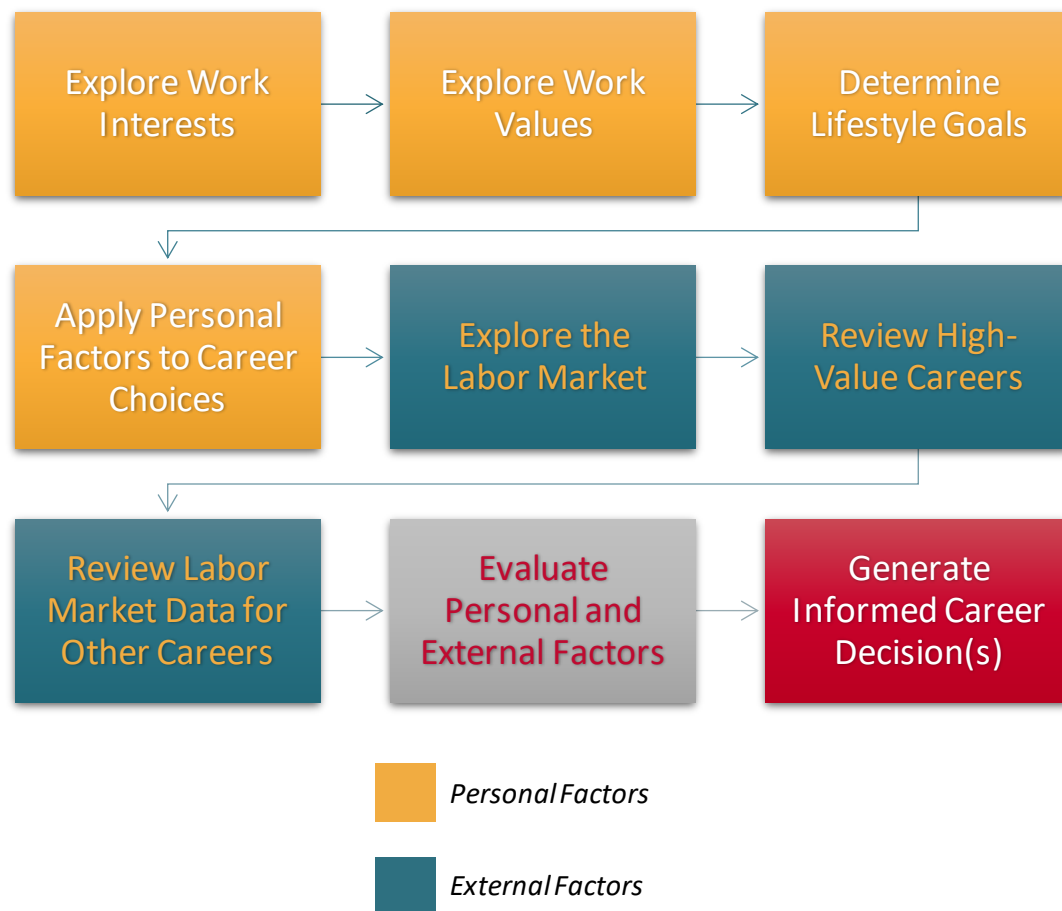 Explore Work
Interests
Explore Work
Values
Determine
Lifestyle Goals
Apply Personal
Factors to Career
Choices
Explore the
Labor Market
Review High-
Value Careers
Review Labor
Market Data for
Other Careers
Evaluate
Personal and
External Factors
Generate
Informed Career
Decision(s)
Personal Factors
External Factors